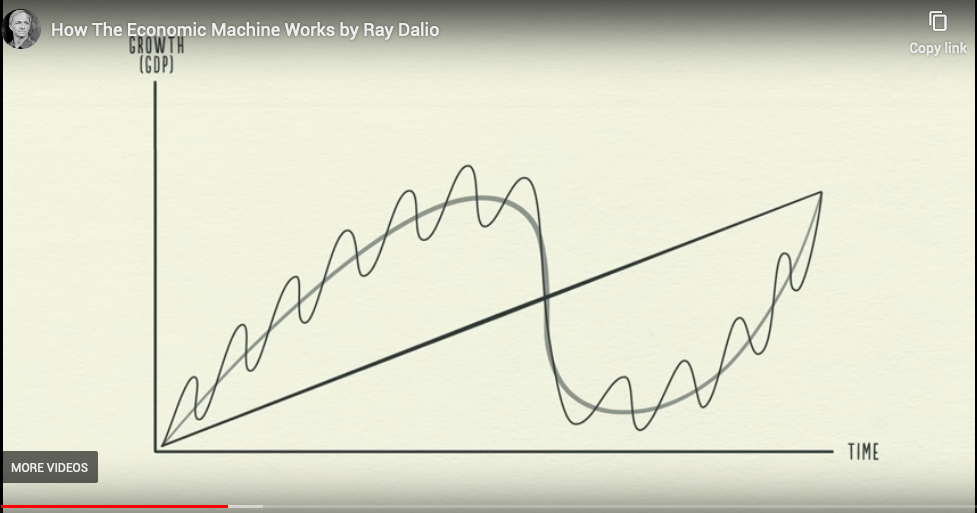 How The Economic Machine Works by Ray Dalio
Copy link
GROWTH
(GDP)
TIME
MORE VIDEOS